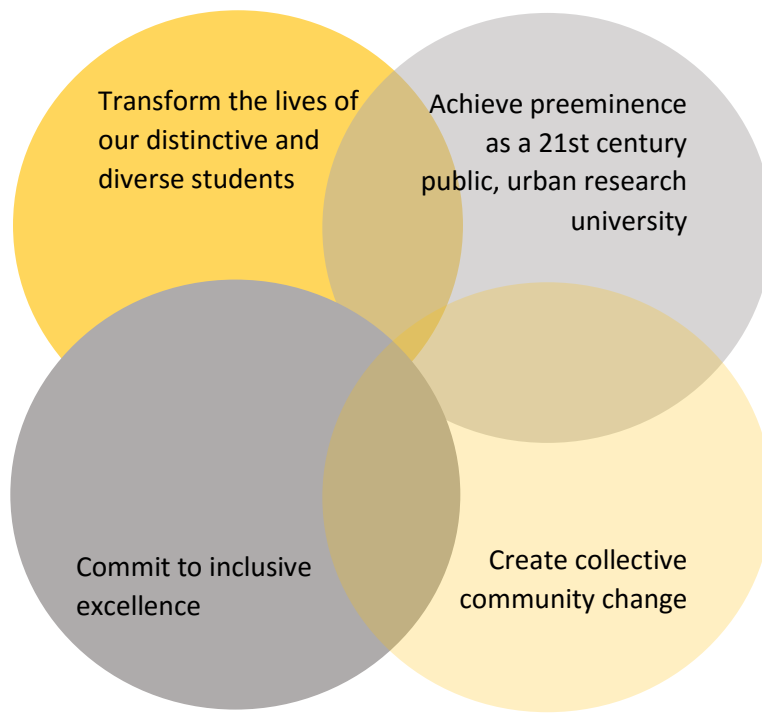 Transform the lives of
our distinctive and
diverse students
Achieve preeminence
as a 21st century
public, urban research
university
Commit to inclusive
excellence
Create collective
community change